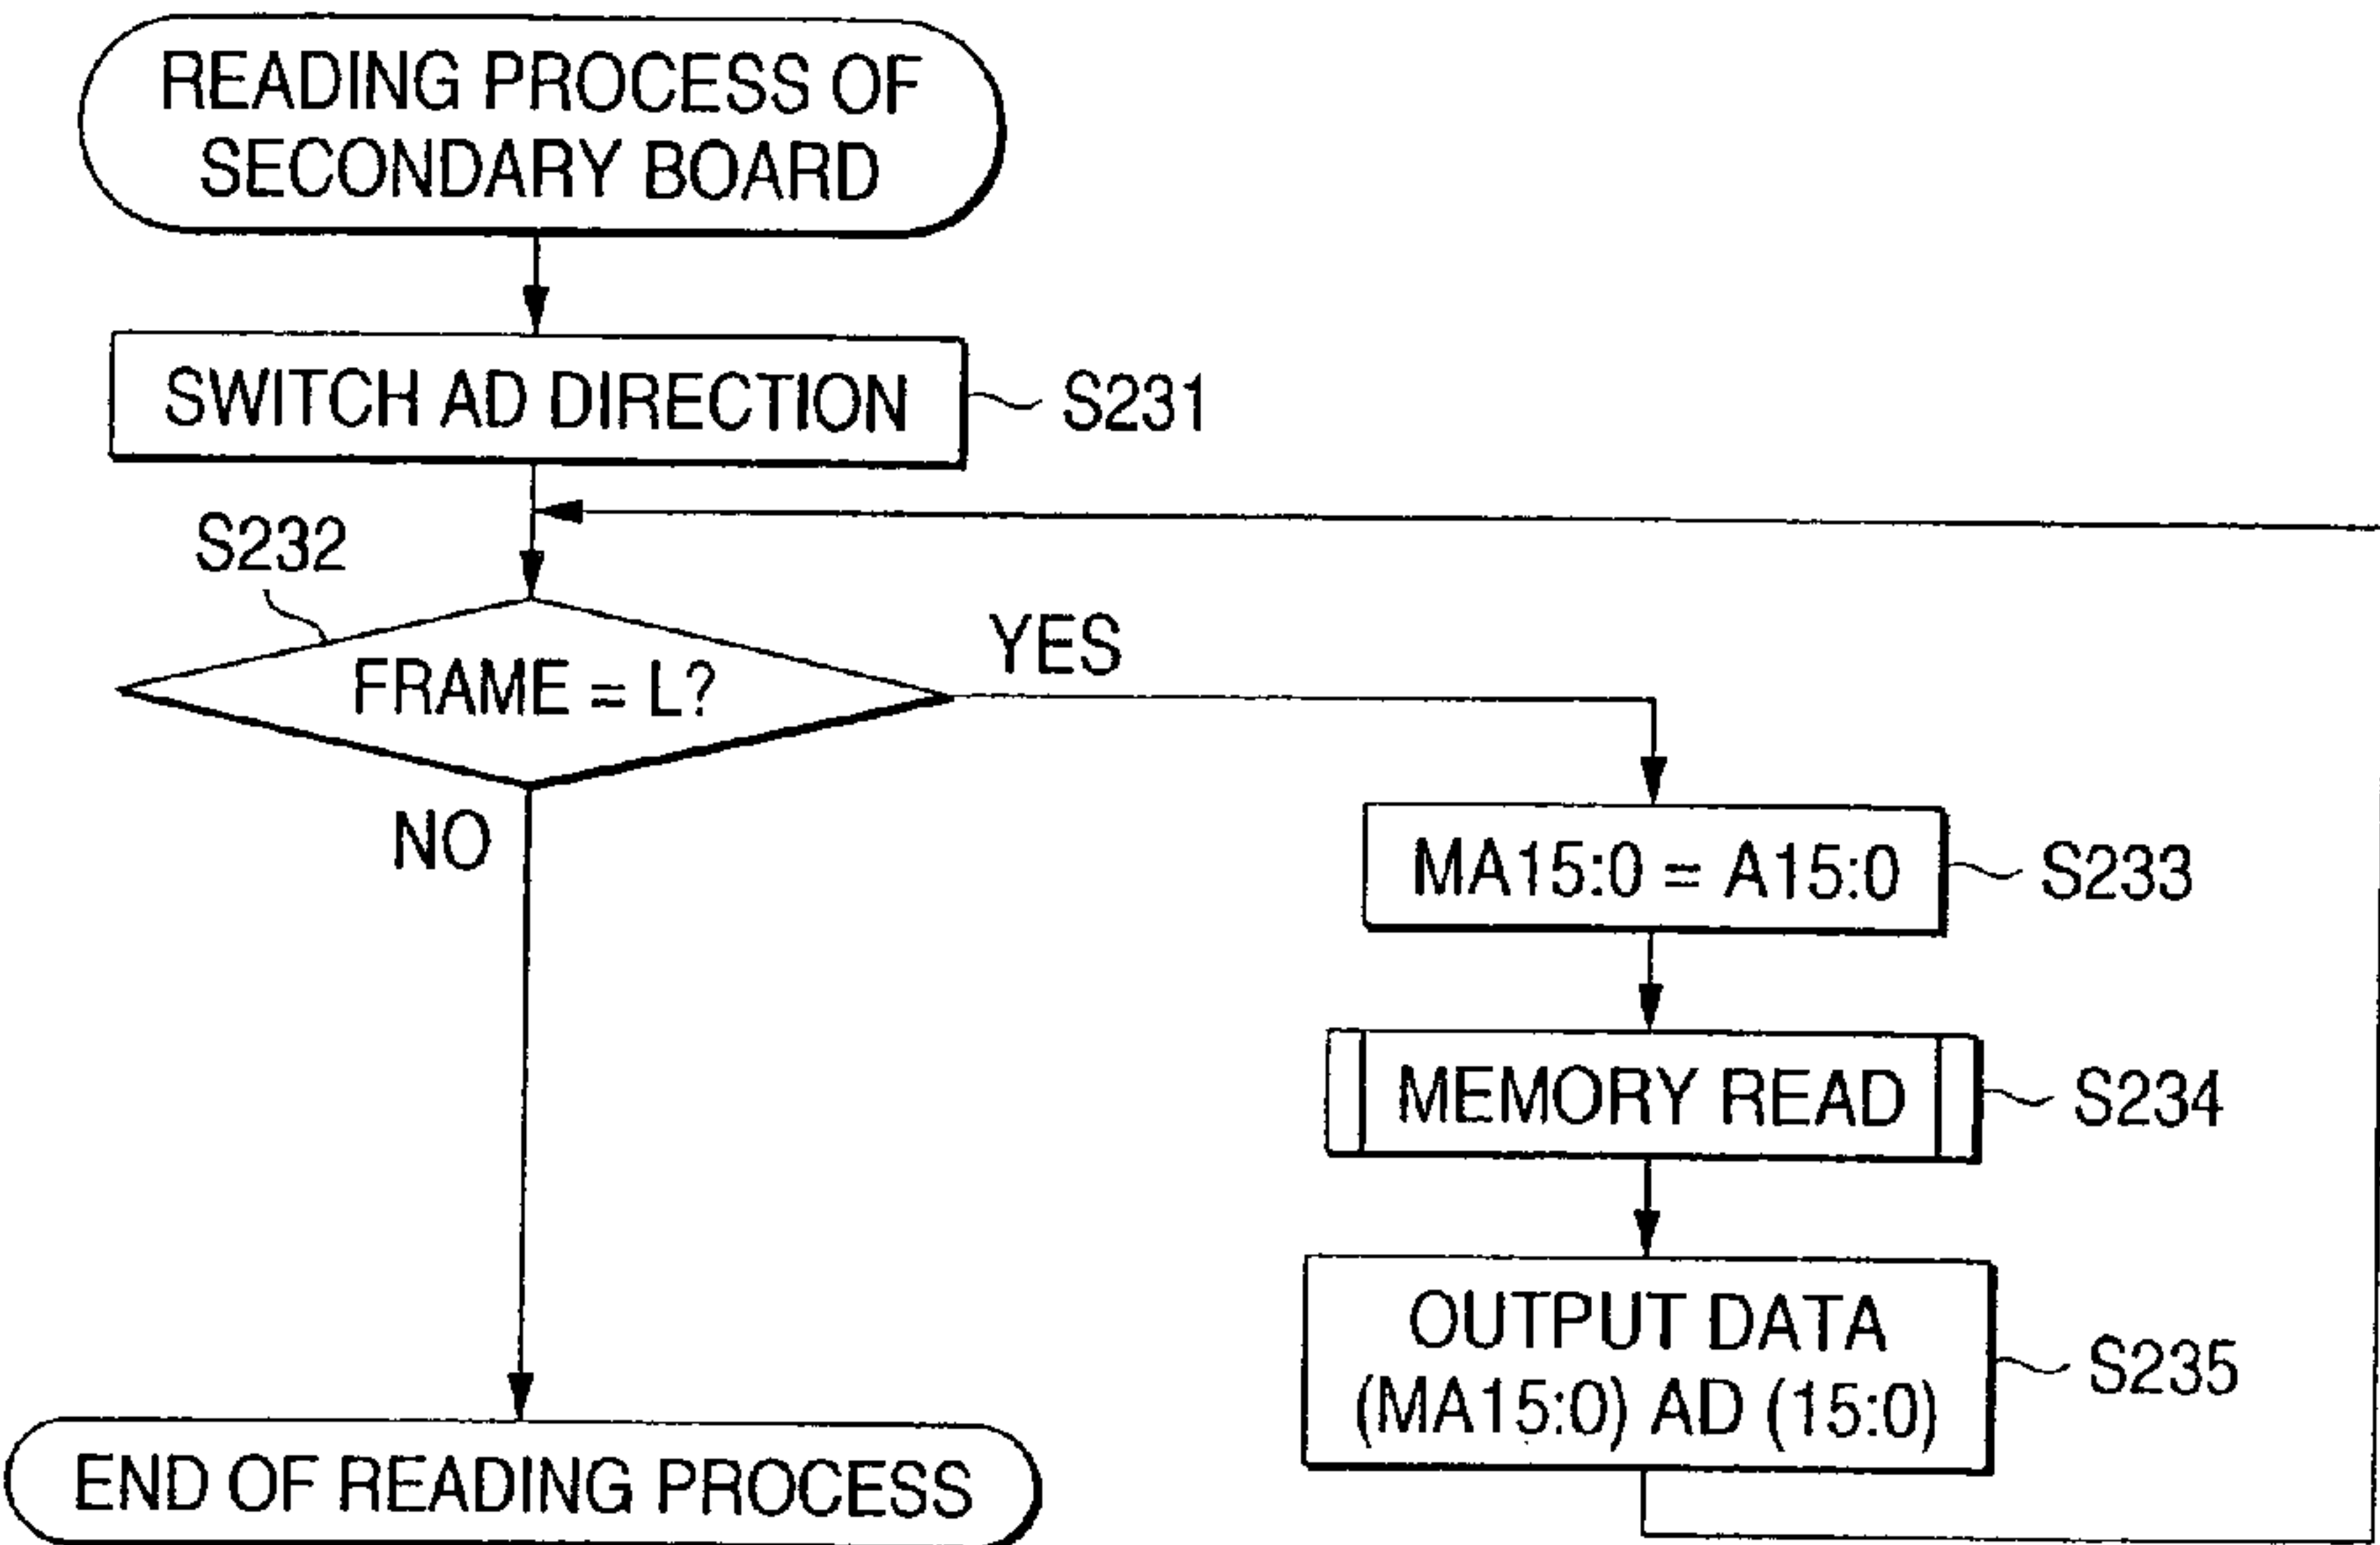 READING PROCESS OF
SECONDARY BOARD
SWITCH AD DIRECTION
S231
S232
FRAME = L?
YES
NO
MA15:0 = A15:0
S233
MEMORY READ
S234
OUTPUT DATA
(MA15:0) AD (15:0)
S235
END OF READING PROCESS